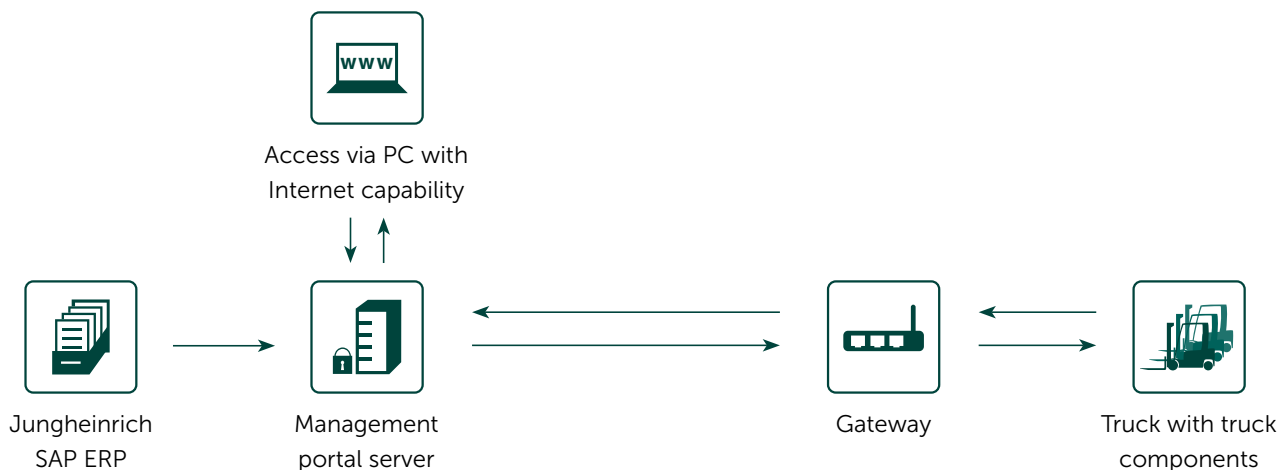 www
Access via PC with
Internet capability
Jungheinrich
SAP ERP
Management
portal server
Gateway
Truck with truck
components